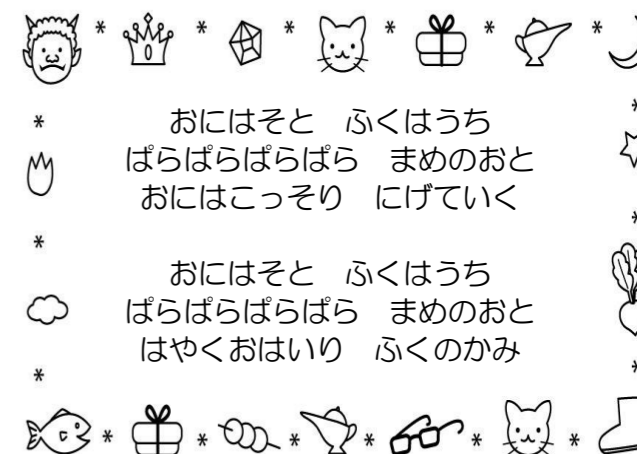 おにはそと　ふくはうち
ぱらぱらぱらぱら　まめのおと
おにはこっそり　にげていく
おにはそと　ふくはうち
ぱらぱらぱらぱら　まめのおと
はやくおはいり　ふくのかみ